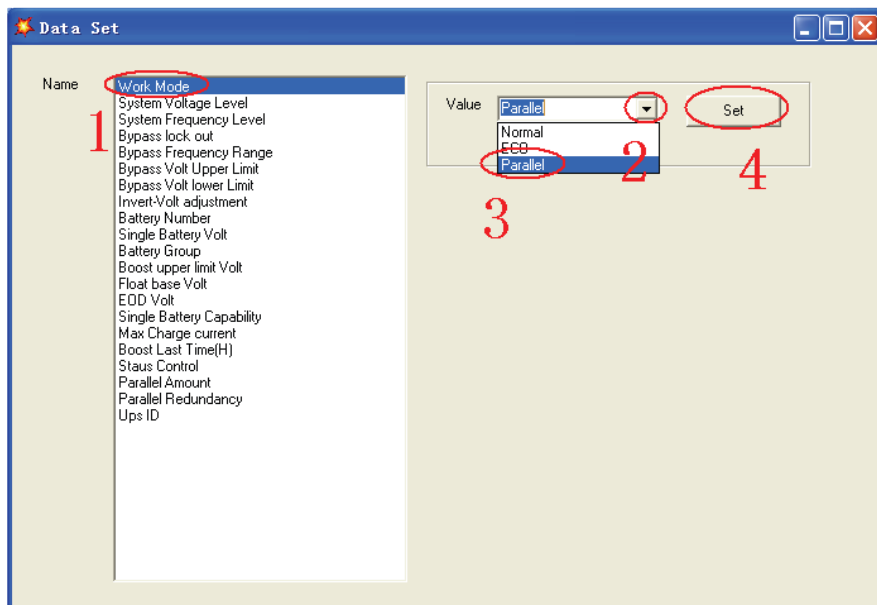 Data Set
Name
Work Mode
System Voltage Level
System Frequency Level
Bypass lock out
Bypass Frequency Range
Bypass Volt Upper Limit
Bypass Volt lower Limit
Invert-Volt adjustment
Battery Number
Single Battery Volt
Battery Group
Boost upper limit Volt
Float base Volt
EOD Volt
Single Battery Capability
Max Charge current
Boost Last Time(H)
Staus Control
Parallel Amount
Parallel Redundancy
Ups ID
1
Value
Parallel
Set
Normal
ECO
Parallel
2
3
4